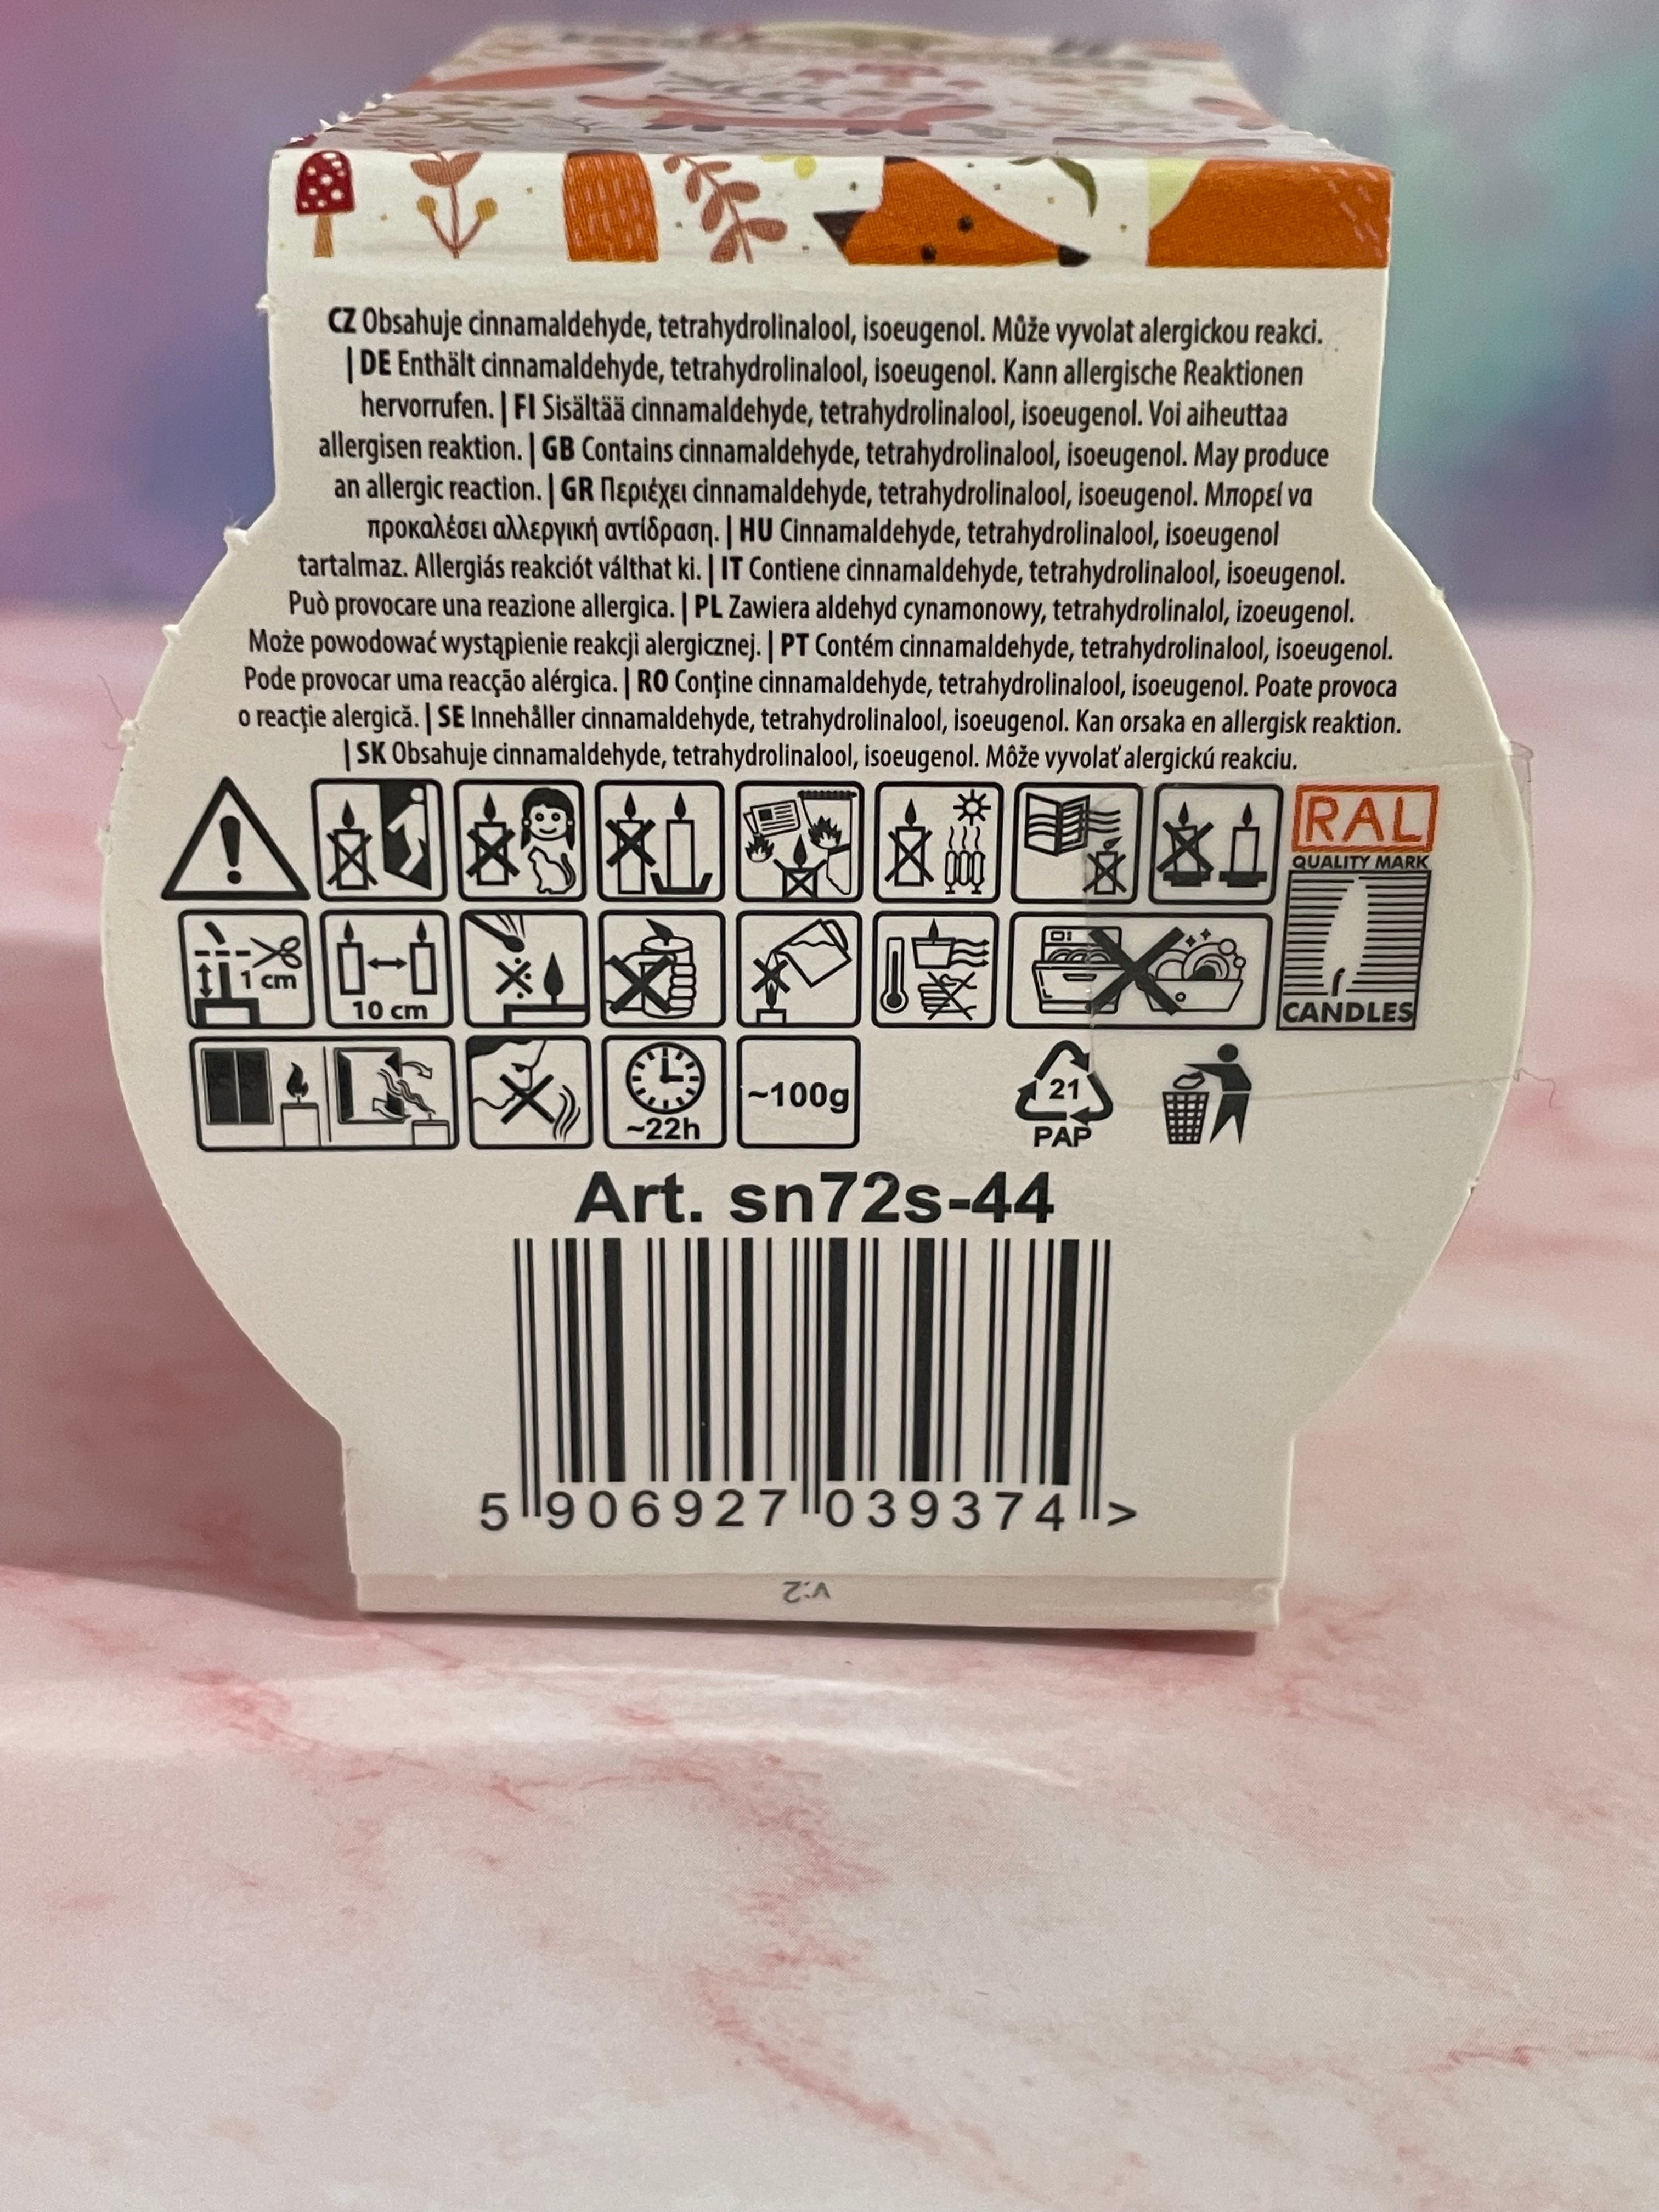 CZ Obsahuje cinnamaldehyde, tetrahydrolinalool, isoeugenol. Může vyvolat alergickou reakci.
| DE Enthält cinnamaldehyde, tetrahydrolinalool, isoeugenol. Kann allergische Reaktionen
hervorrufen. | FI Sisältää cinnamaldehyde, tetrahydrolinalool, isoeugenol. Voi aiheuttaa
allergisen reaktion. | GB Contains cinnamaldehyde, tetrahydrolinalool, isoeugenol. May produce
an allergic reaction. | GR Περιέχει cinnamaldehyde, tetrahydrolinalool, isoeugenol. Μπορεί να
προκαλέσει αλλεργική αντίδραση. | HU Cinnamaldehyde, tetrahydrolinalool, isoeugenol
tartalmaz. Allergiás reakciót válthat ki. | IT Contiene cinnamaldehyde, tetrahydrolinalool, isoeugenol.
Può provocare una reazione allergica. | PL Zawiera aldehyd cynamonowy, tetrahydrolinalol, izoeugenol.
Może powodować wystąpienie reakcji alergicznej. | PT Contém cinnamaldehyde, tetrahydrolinalool, isoeugenol.
Pode provocar uma reacção alérgica. | RO Conţine cinnamaldehyde, tetrahydrolinalool, isoeugenol. Poate provoca
o reacţie alergică. | SE Innehåller cinnamaldehyde, tetrahydrolinalool, isoeugenol. Kan orsaka en allergisk reaktion.
| SK Obsahuje cinnamaldehyde, tetrahydrolinalool, isoeugenol. Môže vyvolať alergickú reakciu.
RAL
QUALITY MARK
CANDLES
1 cm
10 cm
~22h
~100g
21
PAP
Art. sn72s-44
5 906927 039374 >
v.2